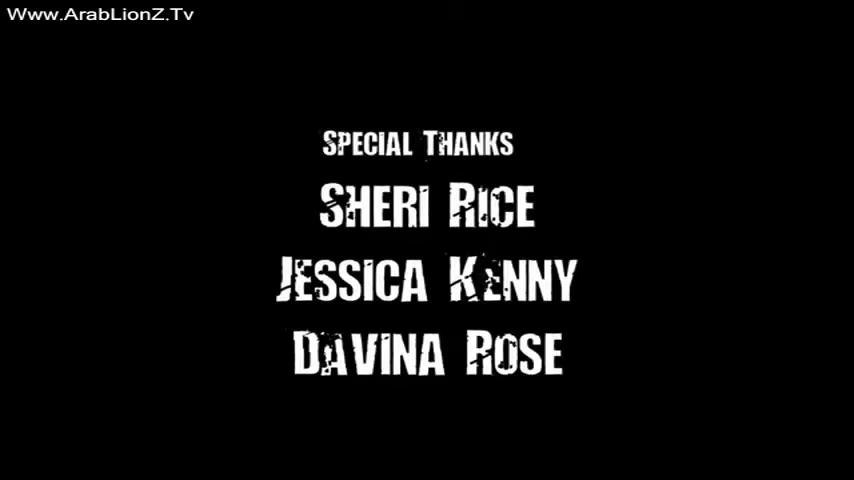 Www.ArabLionZ.Tv
Special Thanks
Sheri Rice
Jessica Kenny
Davina Rose